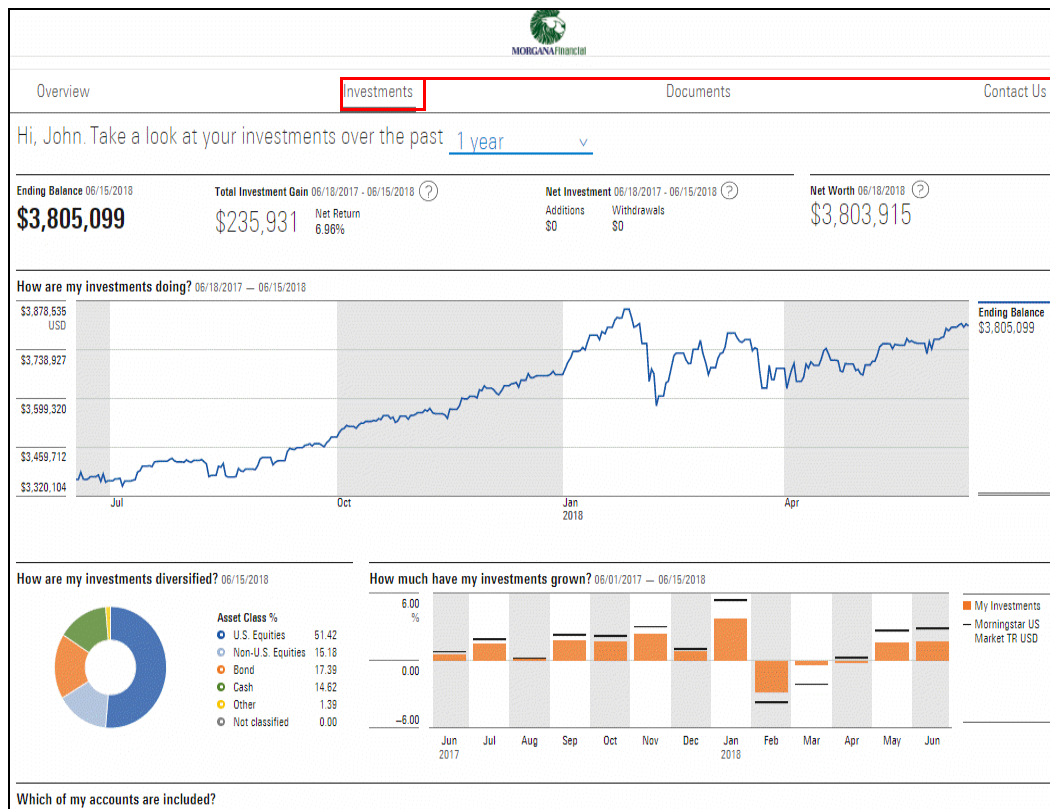 MORGANA Financial
Overview Investments Documents Contact Us
Hi, John. Take a look at your investments over the past 1 year
Ending Balance 06/15/2018
$3,805,099
Total Investment Gain 06/18/2017 - 06/15/2018 ?
$235,931
Net Return
6.96%
Net Investment 06/18/2017 - 06/15/2018 ?
Additions Withdrawals
$0 $0
Net Worth 06/18/2018 ?
$3,803,915
How are my investments doing? 06/18/2017 — 06/15/2018
$3,878,535
USD
$3,738,927
$3,599,320
$3,459,712
$3,320,104
Jul Oct Jan Apr
2018
Ending Balance
$3,805,099
How are my investments diversified? 06/15/2018
Asset Class %
U.S. Equities 51.42
Non-U.S. Equities 15.18
Bond 17.39
Cash 14.62
Other 1.39
Not classified 0.00
How much have my investments grown? 06/01/2017 — 06/15/2018
6.00
%
0.00
–6.00
Jun Jul Aug Sep Oct Nov Dec Jan Feb Mar Apr May Jun
2017 2018
My Investments
Morningstar US
Market TR USD
Which of my accounts are included?